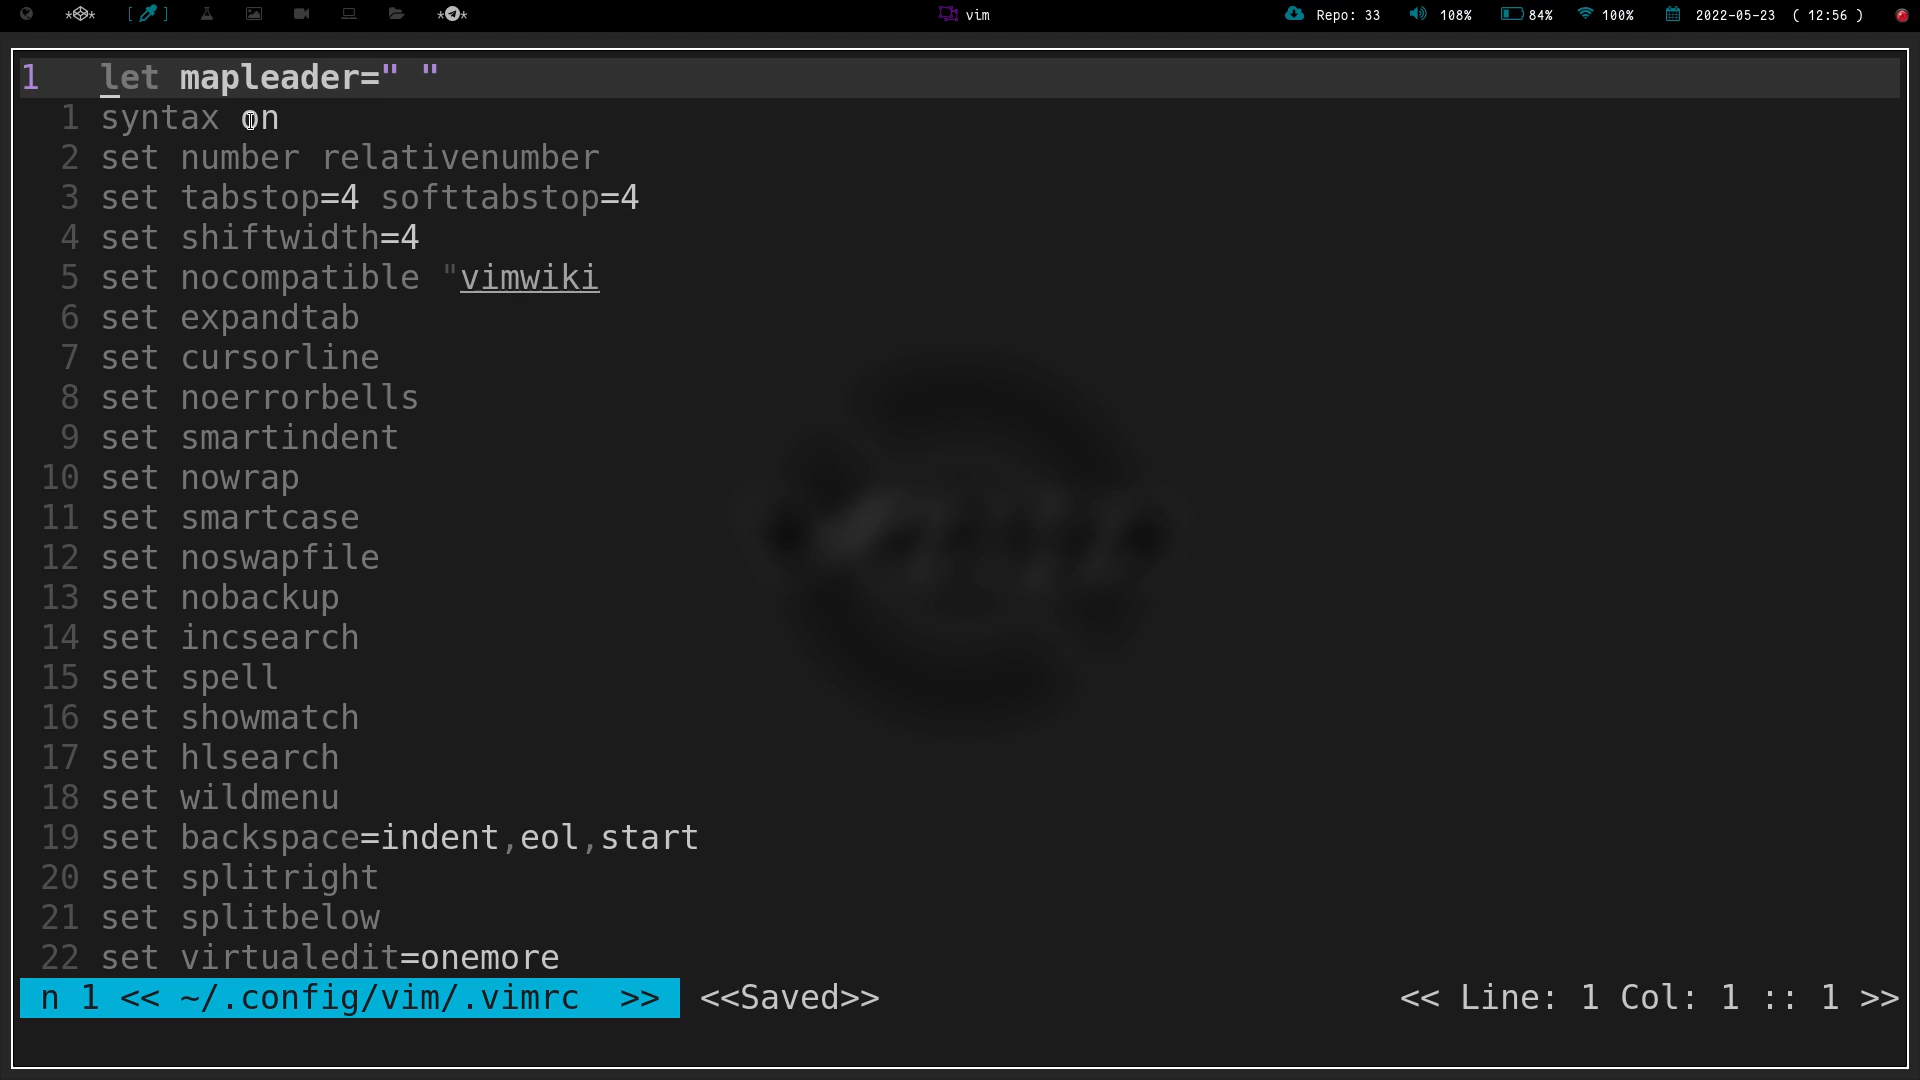 [ ] * * * * vim Repo: 33 108% 84% 100% 2022-05-23 ( 12:56 )
1 let mapleader=" "
1 syntax on
2 set number relativenumber
3 set tabstop=4 softtabstop=4
4 set shiftwidth=4
5 set nocompatible "vimwiki
6 set expandtab
7 set cursorline
8 set noerrorbells
9 set smartindent
10 set nowrap
11 set smartcase
12 set noswapfile
13 set nobackup
14 set incsearch
15 set spell
16 set showmatch
17 set hlsearch
18 set wildmenu
19 set backspace=indent,eol,start
20 set splitright
21 set splitbelow
22 set virtualedit=onemore
n 1 << ~/.config/vim/.vimrc >> <<Saved>> << Line: 1 Col: 1 :: 1 >>